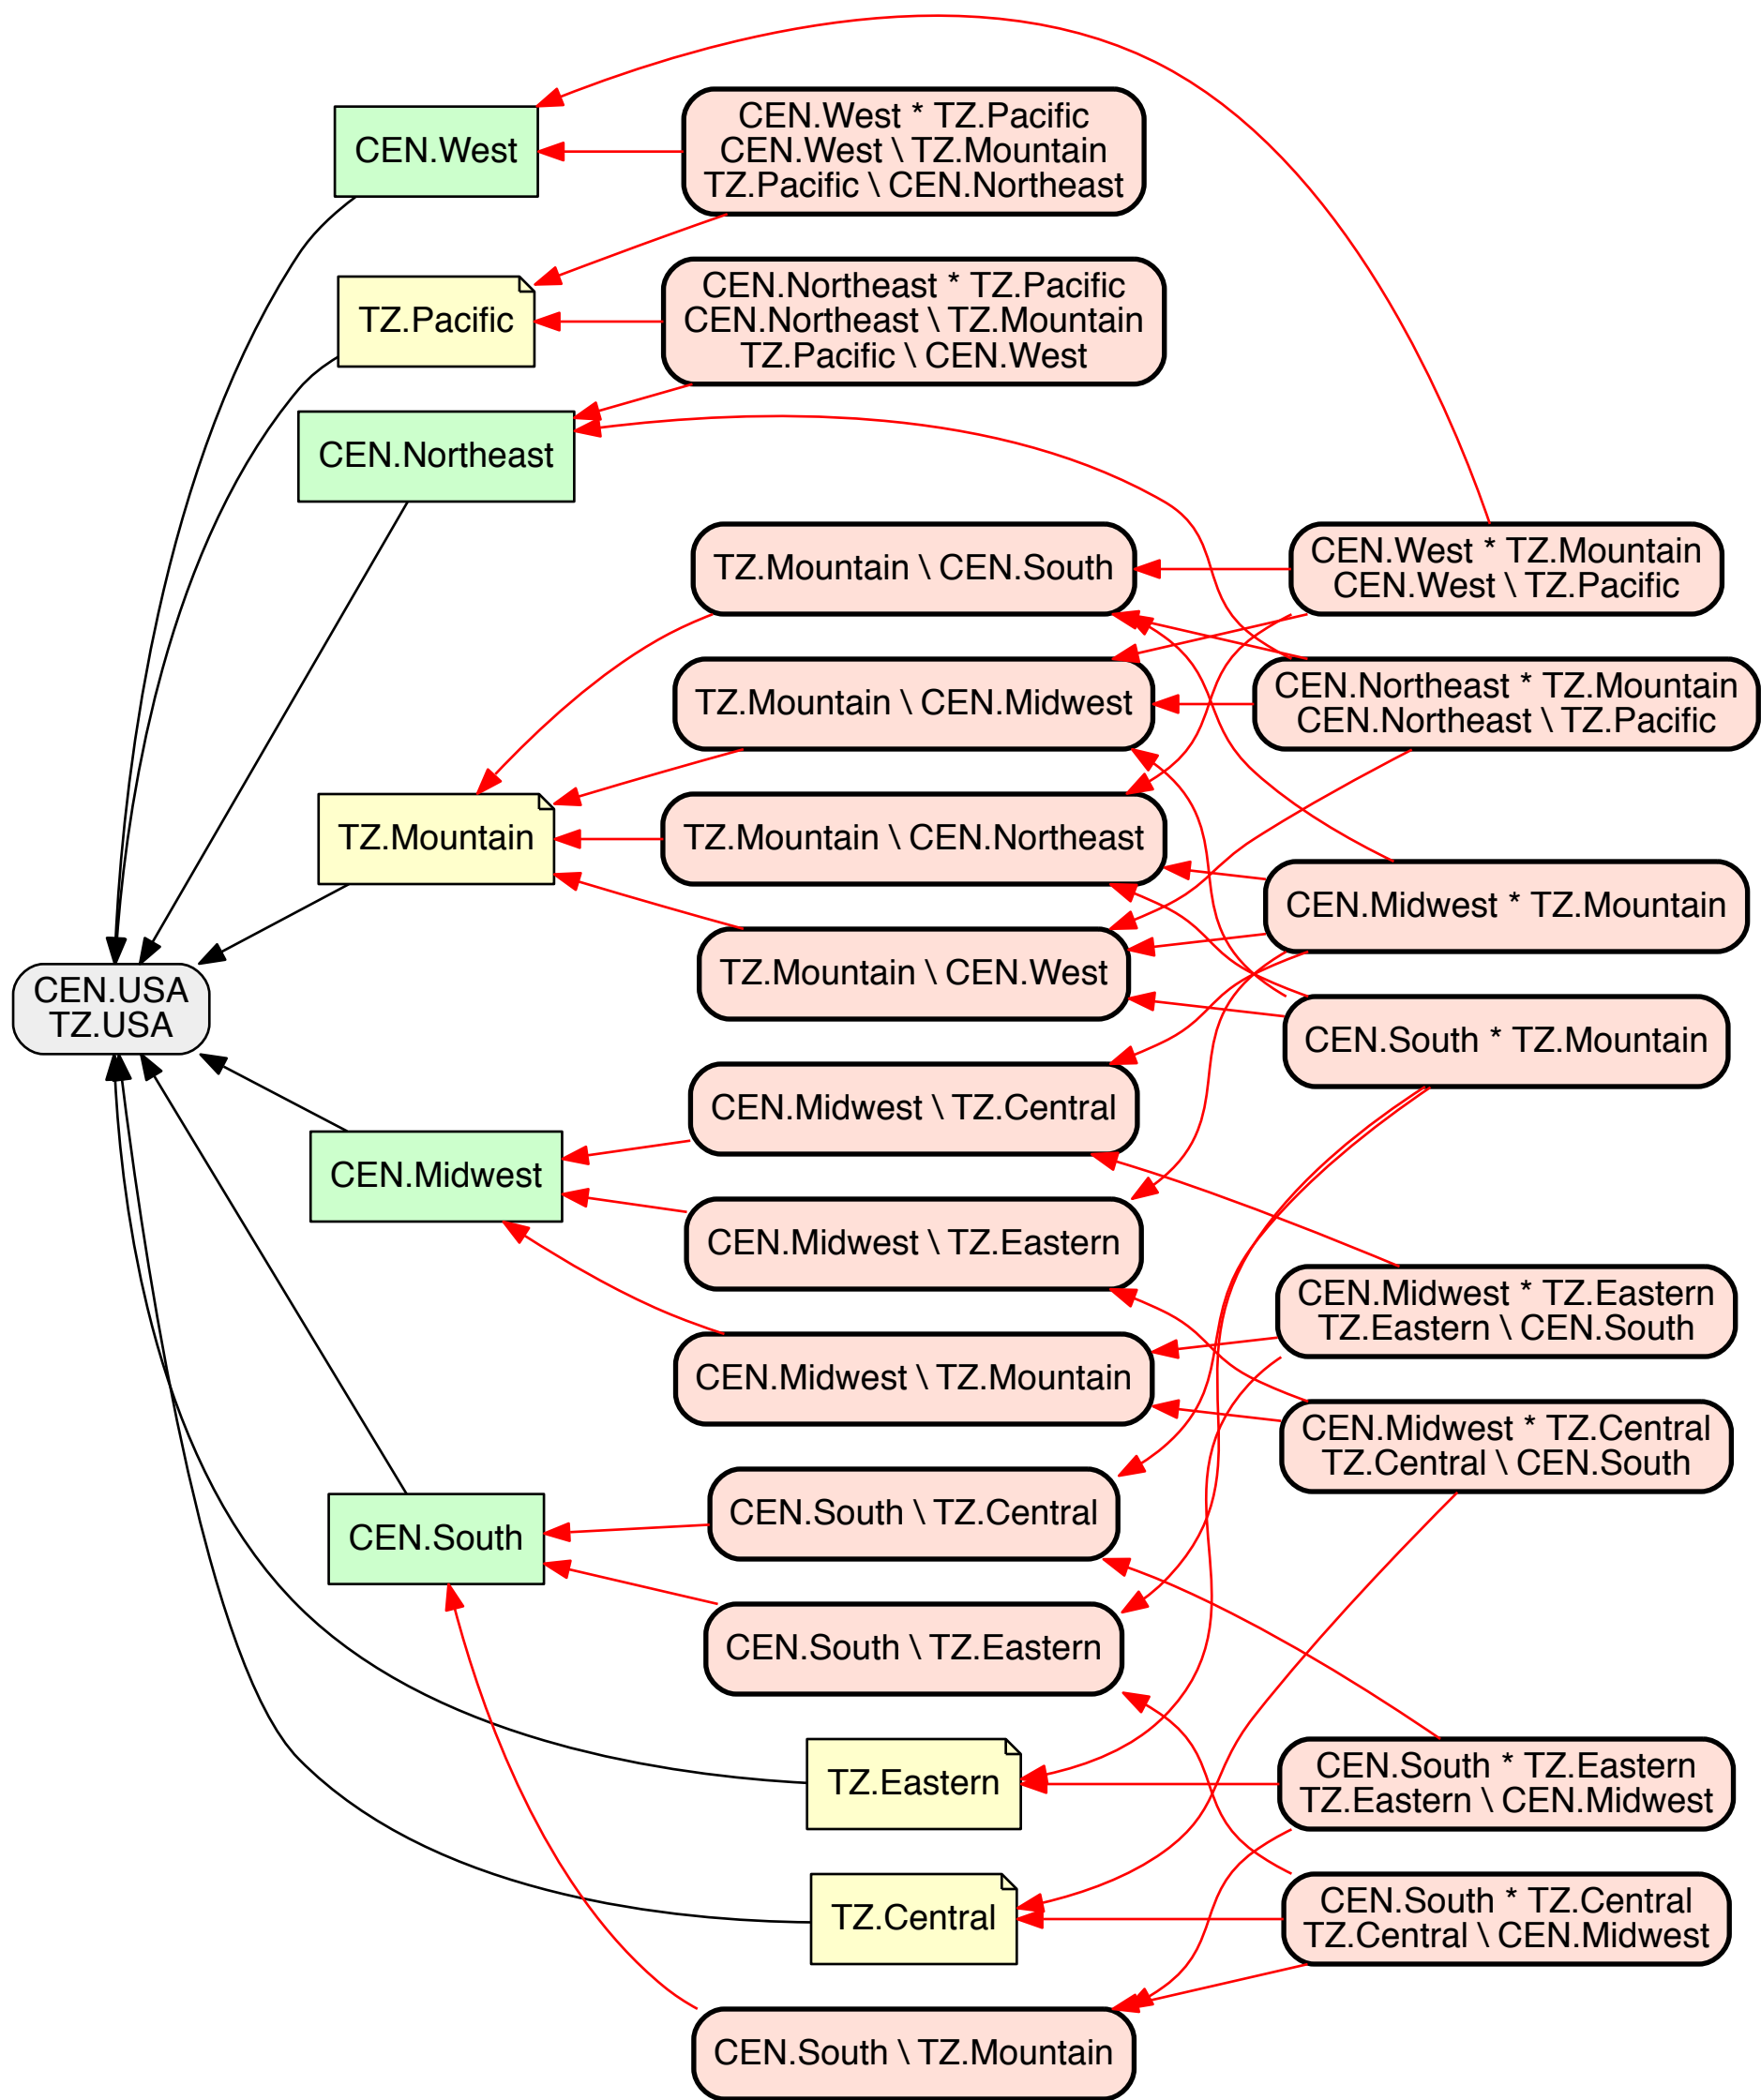 CEN.West
CEN.West * TZ.Pacific
CEN.West \ TZ.Mountain
TZ.Pacific \ CEN.Northeast
TZ.Pacific
CEN.Northeast * TZ.Pacific
CEN.Northeast \ TZ.Mountain
TZ.Pacific \ CEN.West
CEN.Northeast
TZ.Mountain \ CEN.South
CEN.West * TZ.Mountain
CEN.West \ TZ.Pacific
TZ.Mountain \ CEN.Midwest
CEN.Northeast * TZ.Mountain
CEN.Northeast \ TZ.Pacific
TZ.Mountain
TZ.Mountain \ CEN.Northeast
CEN.Midwest * TZ.Mountain
TZ.Mountain \ CEN.West
CEN.USA
TZ.USA
CEN.South * TZ.Mountain
CEN.Midwest \ TZ.Central
CEN.Midwest
CEN.Midwest \ TZ.Eastern
CEN.Midwest * TZ.Eastern
TZ.Eastern \ CEN.South
CEN.Midwest \ TZ.Mountain
CEN.Midwest * TZ.Central
TZ.Central \ CEN.South
CEN.South \ TZ.Central
CEN.South
CEN.South \ TZ.Eastern
TZ.Eastern
CEN.South * TZ.Eastern
TZ.Eastern \ CEN.Midwest
TZ.Central
CEN.South * TZ.Central
TZ.Central \ CEN.Midwest
CEN.South \ TZ.Mountain